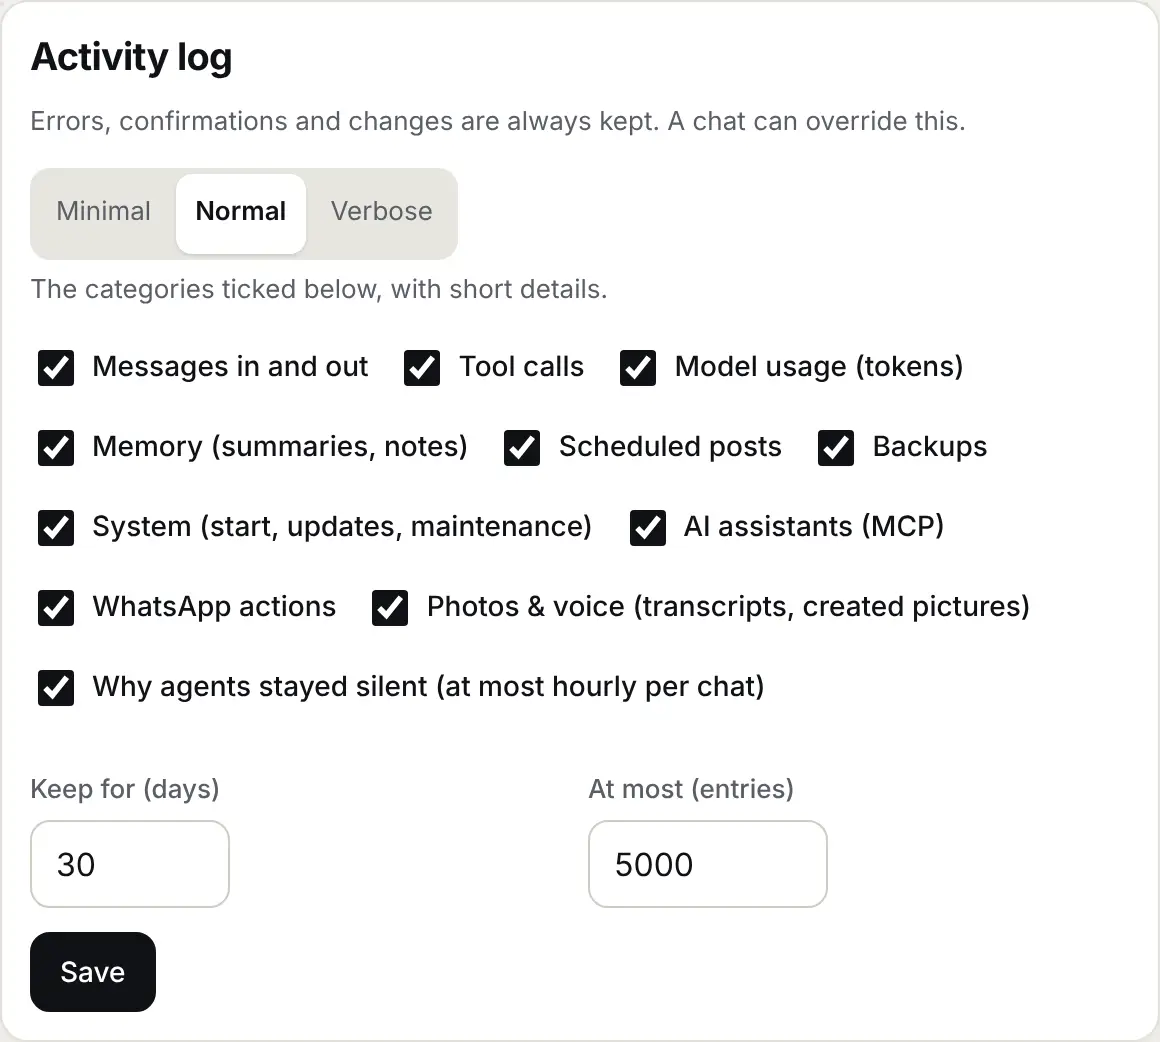 Activity log
Errors, confirmations and changes are always kept. A chat can override this.
Minimal Normal Verbose
The categories ticked below, with short details.
Messages in and out Tool calls Model usage (tokens)
Memory (summaries, notes) Scheduled posts Backups
System (start, updates, maintenance) AI assistants (MCP)
WhatsApp actions Photos & voice (transcripts, created pictures)
Why agents stayed silent (at most hourly per chat)
Keep for (days) At most (entries)
30 5000
Save